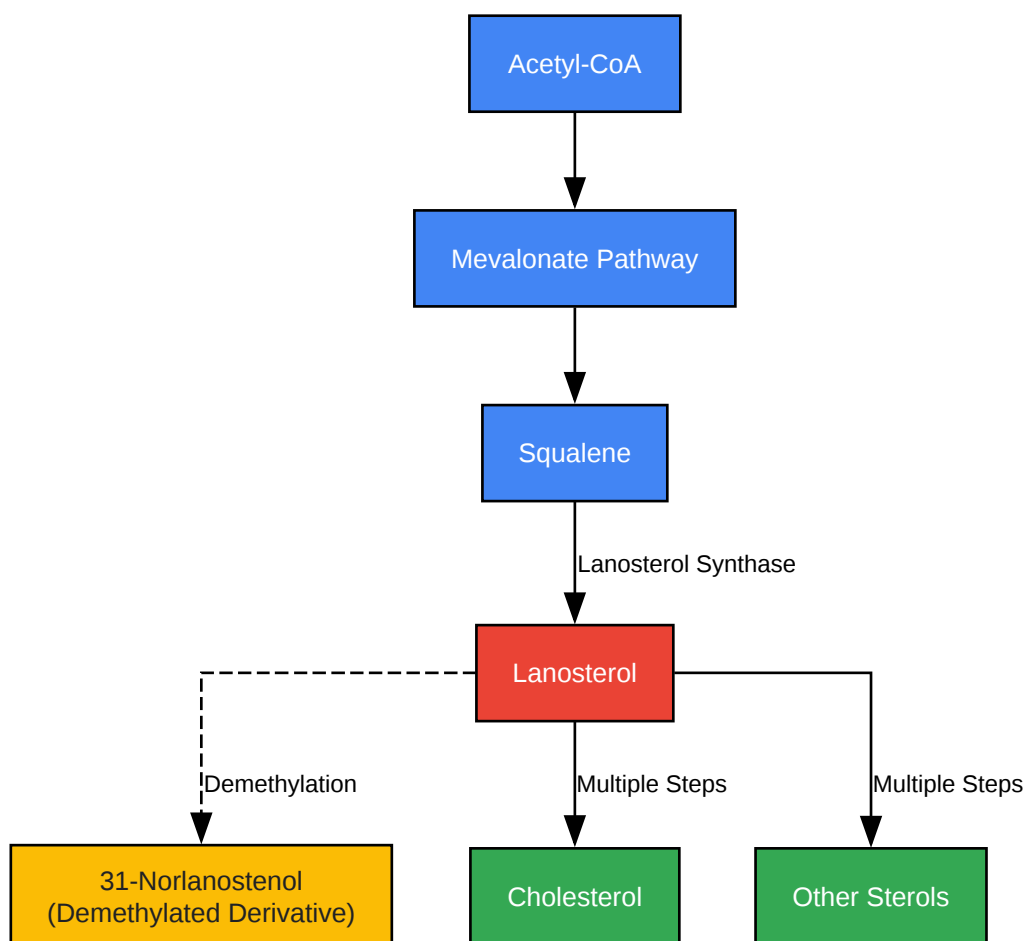 Acetyl-CoA
Mevalonate Pathway
Squalene
Lanosterol Synthase
Lanosterol
Demethylation
Multiple Steps
Multiple Steps
31-Norlanostenol
(Demethylated Derivative)
Cholesterol
Other Sterols